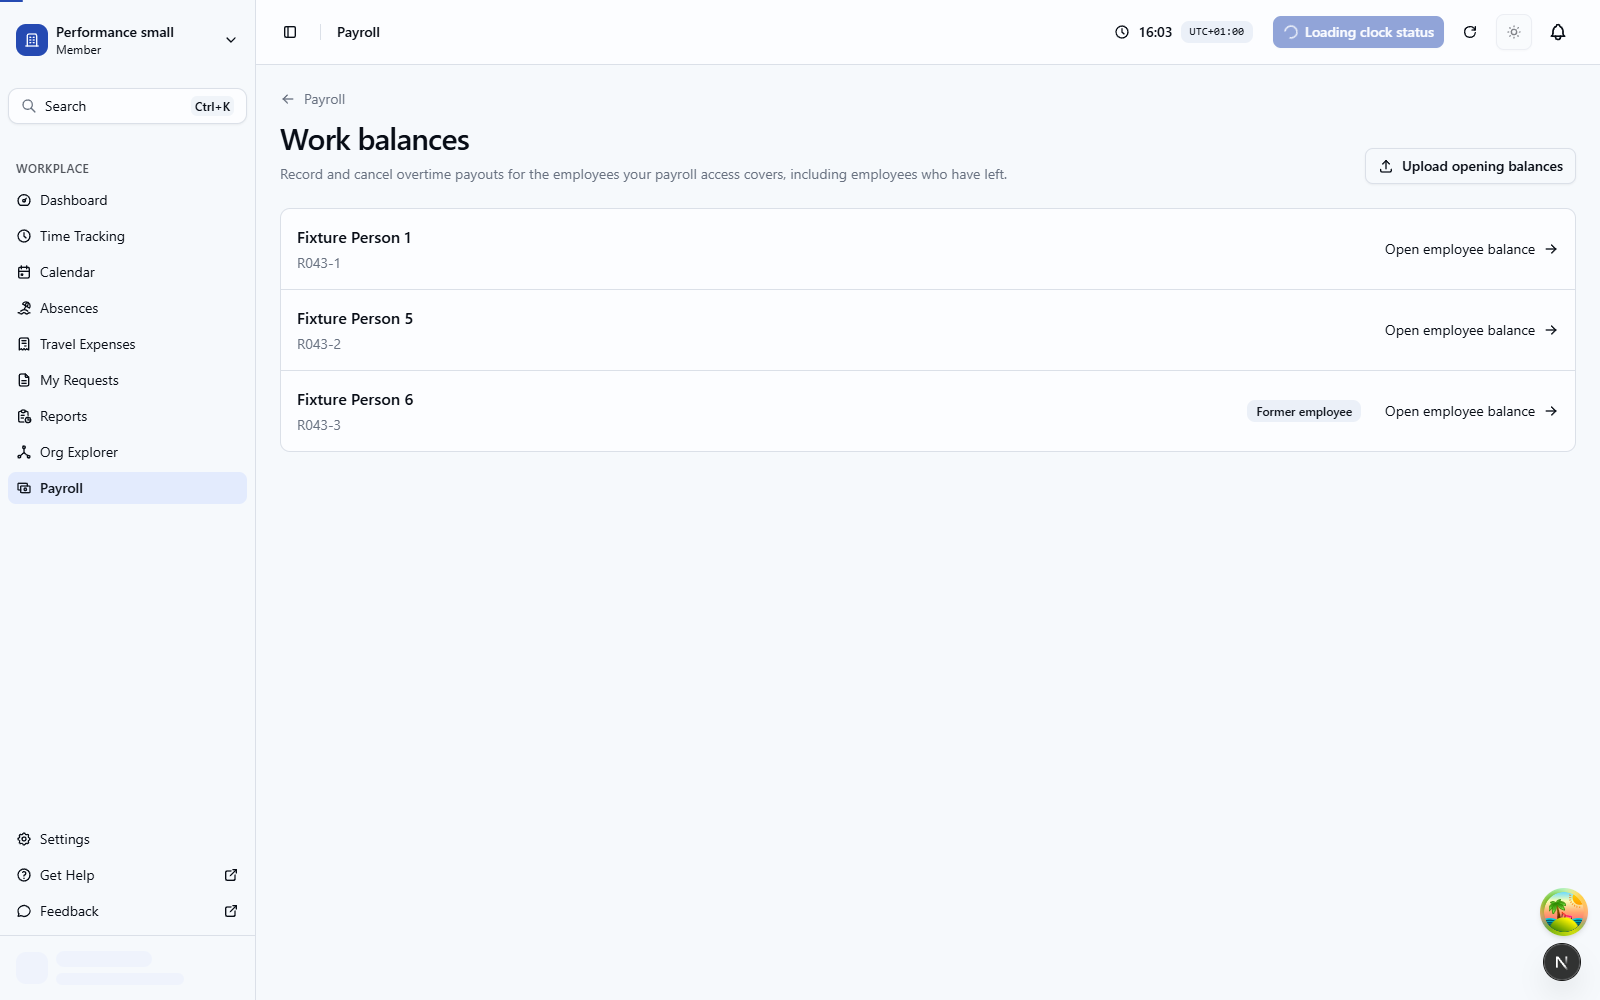 Performance small
Member
Search
Ctrl+K
WORKPLACE
Dashboard
Time Tracking
Calendar
Absences
Travel Expenses
My Requests
Reports
Org Explorer
Payroll
Settings
Get Help
Feedback
Payroll
16:03
UTC+01:00
Loading clock status
Payroll
Work balances
Record and cancel overtime payouts for the employees your payroll access covers, including employees who have left.
Upload opening balances
Fixture Person 1
R043-1
Open employee balance
Fixture Person 5
R043-2
Open employee balance
Fixture Person 6
R043-3
Former employee
Open employee balance
N